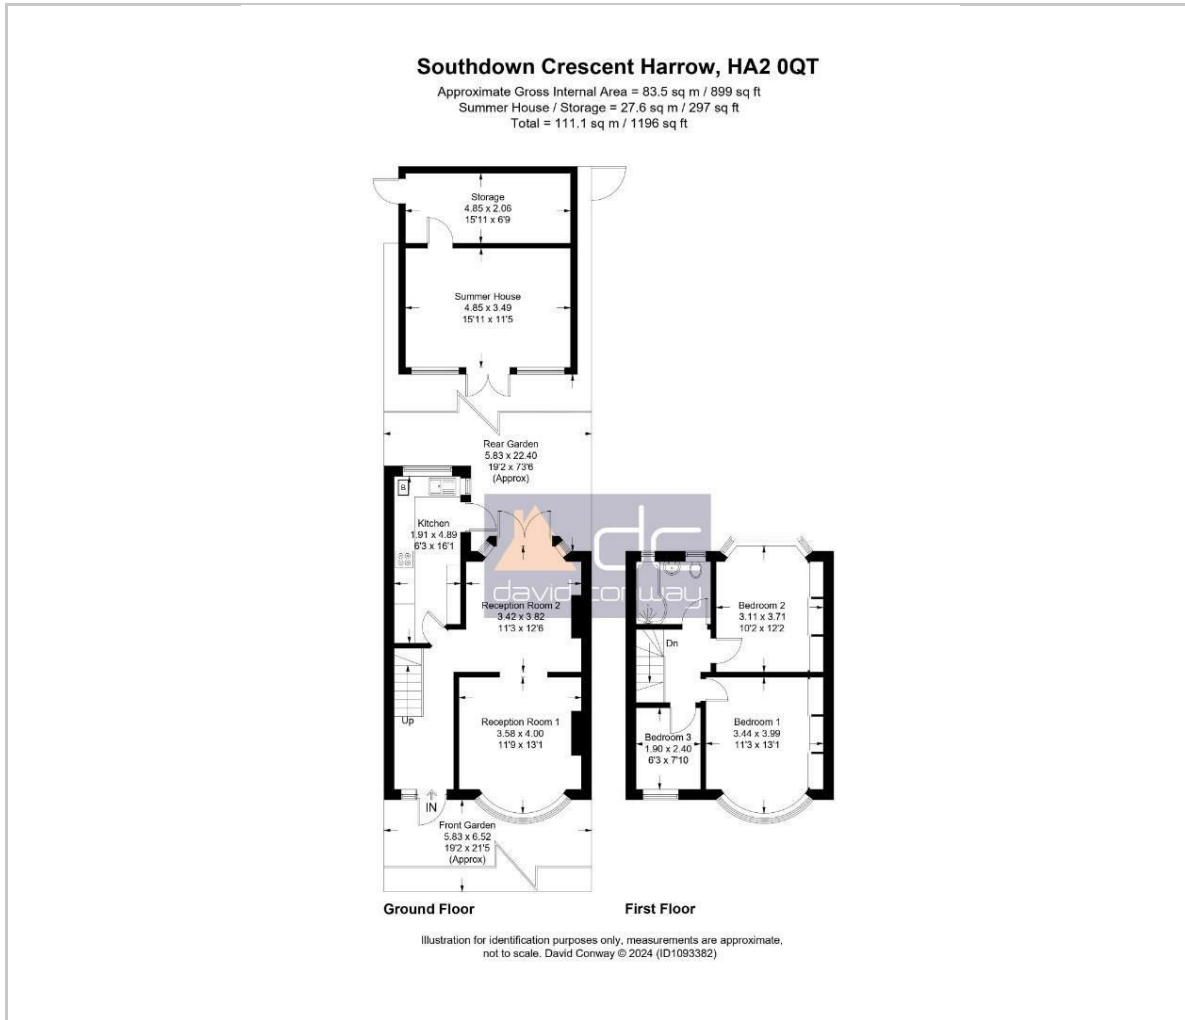 Southdown Crescent Harrow, HA2 0QT
Approximate Gross Internal Area = 83.5 sq m / 899 sq ft
Summer House / Storage = 27.6 sq m / 297 sq ft
Total = 111.1 sq m / 1196 sq ft
Storage
4.85 x 2.06
15'11 x 6'9
Summer House
4.85 x 3.49
15'11 x 11'5
Rear Garden
5.83 x 22.40
19'2 x 73'6
(Approx)
B
Kitchen
1.91 x 4.89
6'3 x 16'1
dc
david conway
Reception Room 2
3.42 x 3.82
11'3 x 12'6
Up
Reception Room 1
3.58 x 4.00
11'9 x 13'1
IN
Front Garden
5.83 x 6.52
19'2 x 21'5
(Approx)
Ground Floor
Bedroom 2
3.11 x 3.71
10'2 x 12'2
Dn
Bedroom 1
3.44 x 3.99
11'3 x 13'1
Bedroom 3
1.90 x 2.40
6'3 x 7'10
First Floor
Illustration for identification purposes only, measurements are approximate,
not to scale. David Conway © 2024 (ID1093382)